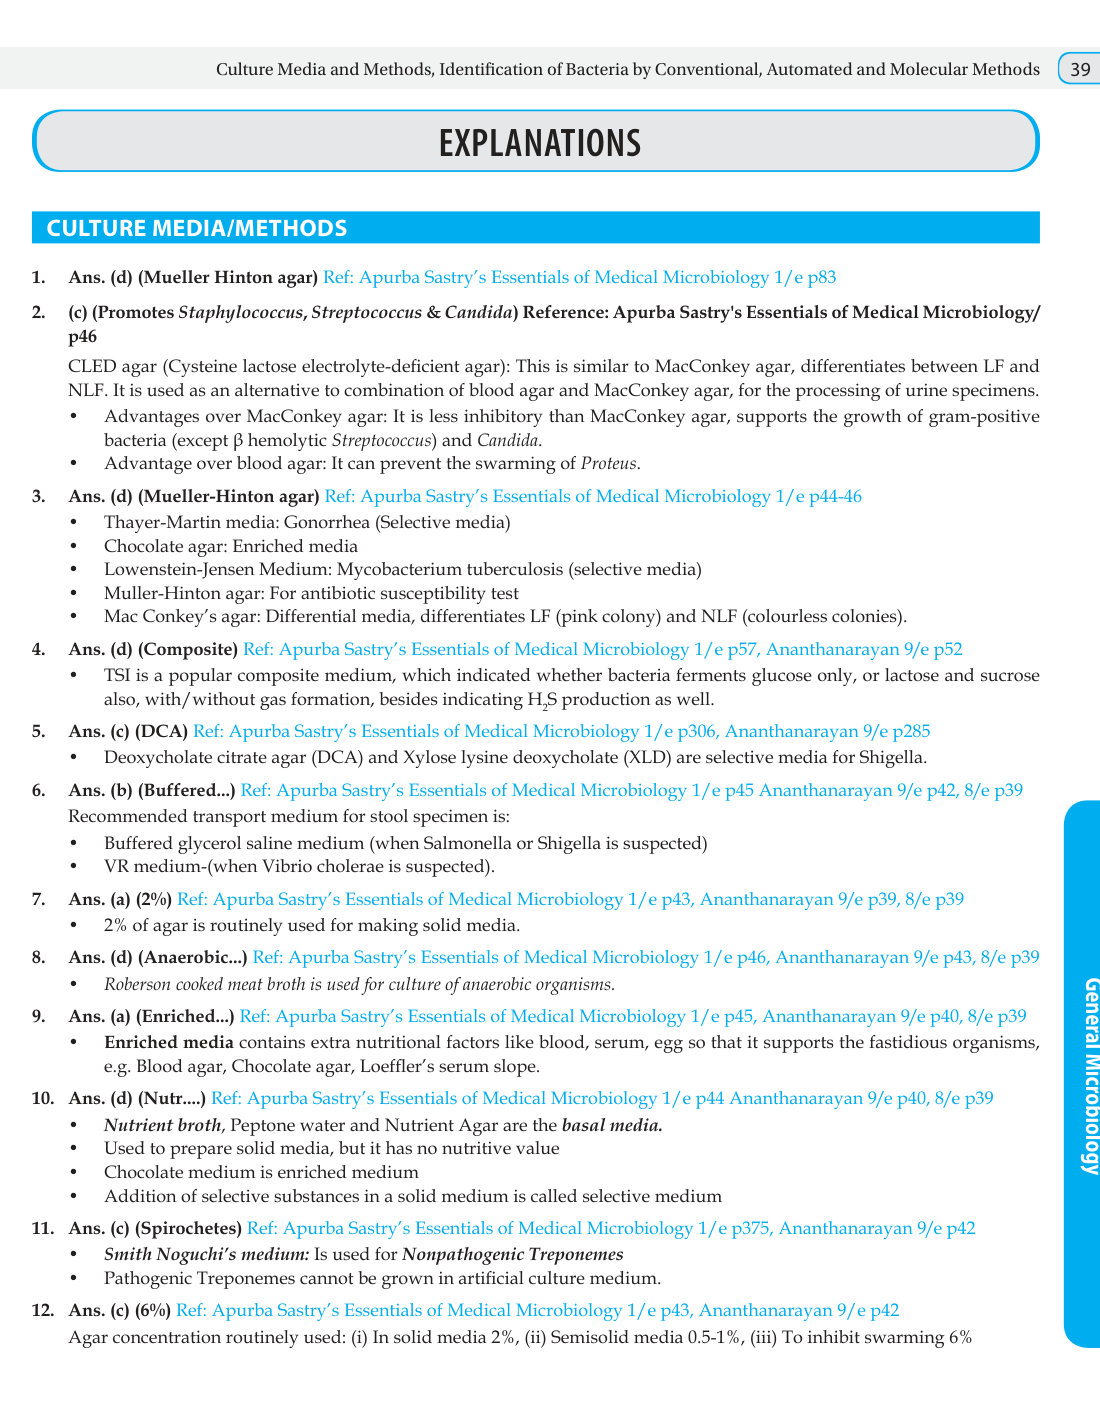 Culture Media and Methods, Identification of Bacteria by Conventional, Automated and Molecular Methods 39
EXPLANATIONS
CULTURE MEDIA/METHODS
1. Ans. (d) (Mueller Hinton agar) Ref: Apurba Sastry’s Essentials of Medical Microbiology 1/e p83
2. (c) (Promotes Staphylococcus, Streptococcus & Candida) Reference: Apurba Sastry's Essentials of Medical Microbiology/
p46
CLED agar (Cysteine lactose electrolyte-deficient agar): This is similar to MacConkey agar, differentiates between LF and
NLF. It is used as an alternative to combination of blood agar and MacConkey agar, for the processing of urine specimens.
• Advantages over MacConkey agar: It is less inhibitory than MacConkey agar, supports the growth of gram-positive
bacteria (except β hemolytic Streptococcus) and Candida.
• Advantage over blood agar: It can prevent the swarming of Proteus.
3. Ans. (d) (Mueller-Hinton agar) Ref: Apurba Sastry’s Essentials of Medical Microbiology 1/e p44-46
• Thayer-Martin media: Gonorrhea (Selective media)
• Chocolate agar: Enriched media
• Lowenstein-Jensen Medium: Mycobacterium tuberculosis (selective media)
• Muller-Hinton agar: For antibiotic susceptibility test
• Mac Conkey’s agar: Differential media, differentiates LF (pink colony) and NLF (colourless colonies).
4. Ans. (d) (Composite) Ref: Apurba Sastry’s Essentials of Medical Microbiology 1/e p57, Ananthanarayan 9/e p52
• TSI is a popular composite medium, which indicated whether bacteria ferments glucose only, or lactose and sucrose
also, with/without gas formation, besides indicating H₂S production as well.
5. Ans. (c) (DCA) Ref: Apurba Sastry’s Essentials of Medical Microbiology 1/e p306, Ananthanarayan 9/e p285
• Deoxycholate citrate agar (DCA) and Xylose lysine deoxycholate (XLD) are selective media for Shigella.
6. Ans. (b) (Buffered...) Ref: Apurba Sastry’s Essentials of Medical Microbiology 1/e p45 Ananthanarayan 9/e p42, 8/e p39
Recommended transport medium for stool specimen is:
• Buffered glycerol saline medium (when Salmonella or Shigella is suspected)
• VR medium-(when Vibrio cholerae is suspected).
7. Ans. (a) (2%) Ref: Apurba Sastry’s Essentials of Medical Microbiology 1/e p43, Ananthanarayan 9/e p39, 8/e p39
• 2% of agar is routinely used for making solid media.
8. Ans. (d) (Anaerobic...) Ref: Apurba Sastry’s Essentials of Medical Microbiology 1/e p46, Ananthanarayan 9/e p43, 8/e p39
• Roberson cooked meat broth is used for culture of anaerobic organisms.
9. Ans. (a) (Enriched...) Ref: Apurba Sastry’s Essentials of Medical Microbiology 1/e p45, Ananthanarayan 9/e p40, 8/e p39
• Enriched media contains extra nutritional factors like blood, serum, egg so that it supports the fastidious organisms,
e.g. Blood agar, Chocolate agar, Loeffler’s serum slope.
10. Ans. (d) (Nutr....) Ref: Apurba Sastry’s Essentials of Medical Microbiology 1/e p44 Ananthanarayan 9/e p40, 8/e p39
• Nutrient broth, Peptone water and Nutrient Agar are the basal media.
• Used to prepare solid media, but it has no nutritive value
• Chocolate medium is enriched medium
• Addition of selective substances in a solid medium is called selective medium
11. Ans. (c) (Spirochetes) Ref: Apurba Sastry’s Essentials of Medical Microbiology 1/e p375, Ananthanarayan 9/e p42
• Smith Noguchi’s medium: Is used for Nonpathogenic Treponemes
• Pathogenic Treponemes cannot be grown in artificial culture medium.
12. Ans. (c) (6%) Ref: Apurba Sastry’s Essentials of Medical Microbiology 1/e p43, Ananthanarayan 9/e p42
Agar concentration routinely used: (i) In solid media 2%, (ii) Semisolid media 0.5-1%, (iii) To inhibit swarming 6%
General Microbiology